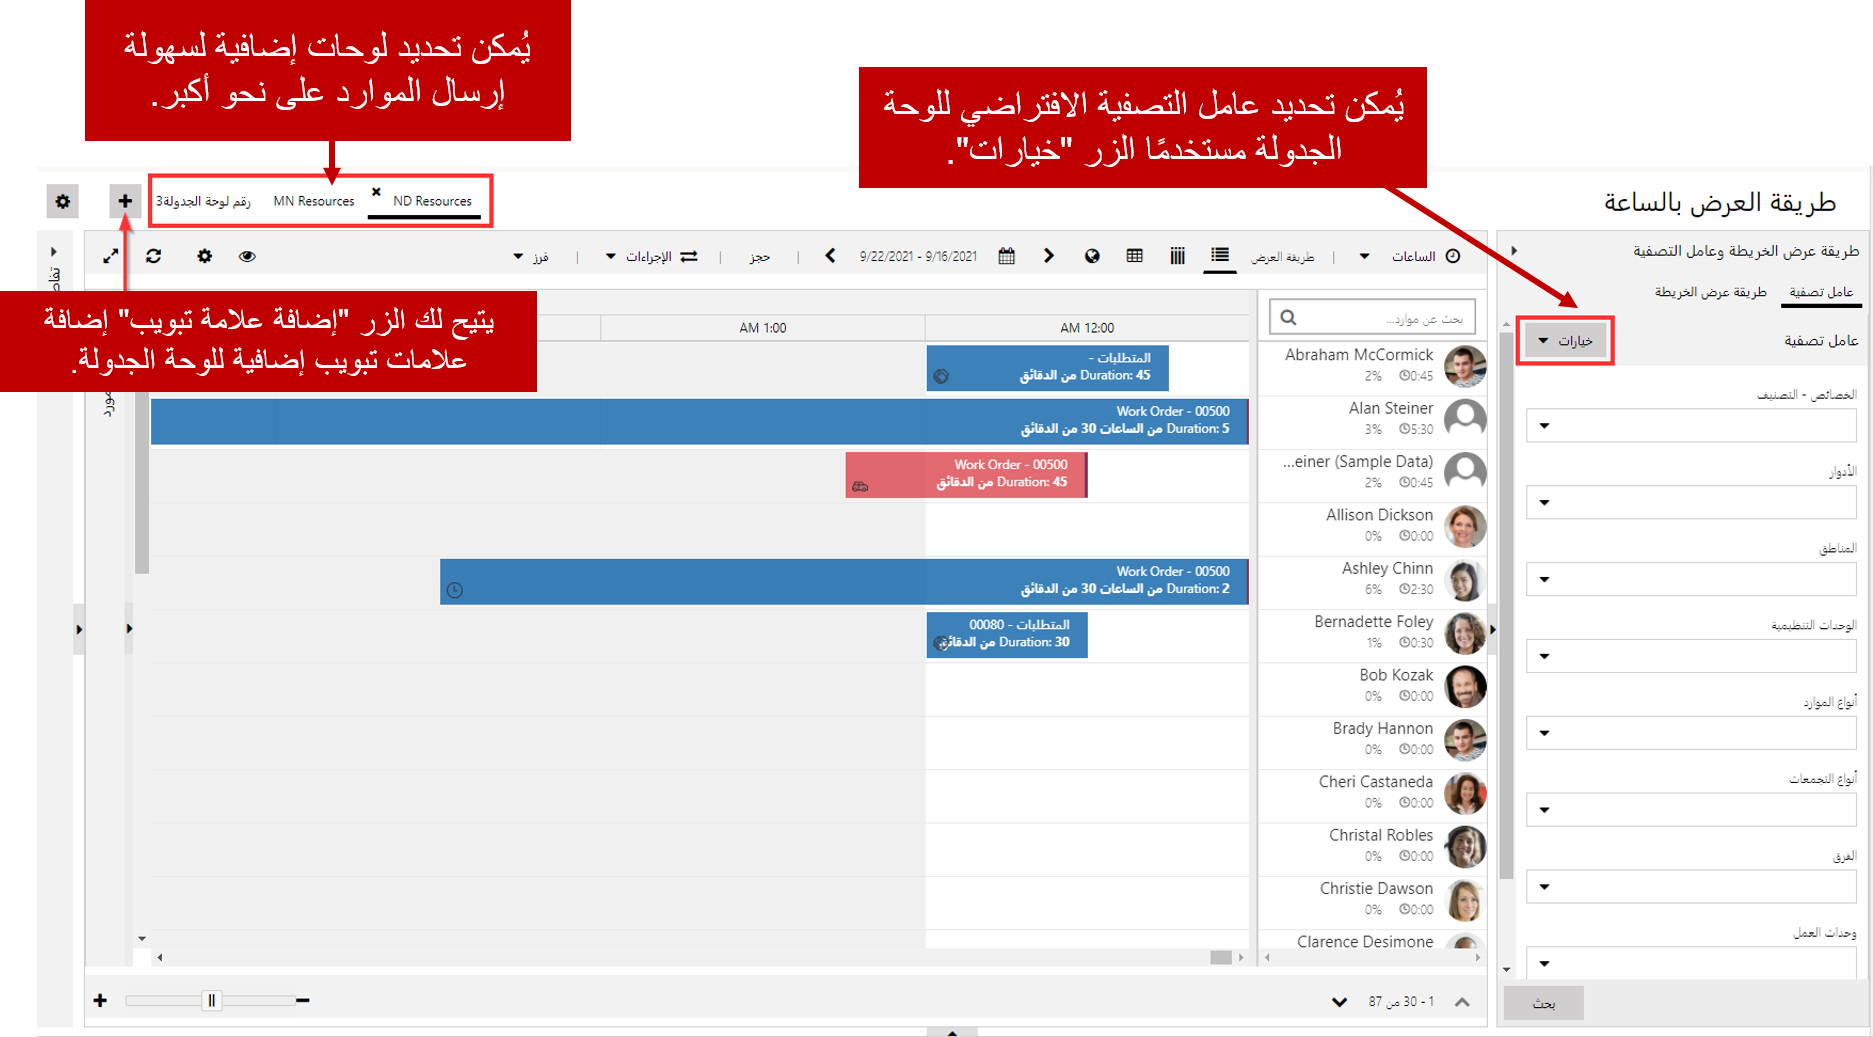 يُمكن تحديد لوحات إضافية لسهولة
إرسال الموارد على نحو أكبر.
يُمكن تحديد عامل التصفية الافتراضي للوحة
الجدولة مستخدمًا الزر "خيارات".
طريقة العرض بالساعة
ND Resources
MN Resources
رقم لوحة الجدولة3
طريقة عرض الخريطة وعامل التصفية
عامل تصفية
طريقة عرض الخريطة
عامل تصفية
خيارات
الخصائص - التصنيف
الأدوار
المناطق
الوحدات التنظيمية
أنواع الموارد
أنواع التجمعات
الفرق
وحدات العمل
بحث
الساعات
طريقة العرض
9/22/2021 - 9/16/2021
حجز
الإجراءات
فرز
يتيح لك الزر "إضافة علامة تبويب" إضافة
علامات تبويب إضافية للوحة الجدولة.
بحث عن موارد...
AM 12:00
AM 1:00
Abraham McCormick
2% 0:45
المتطلبات -
Duration: 45 من الدقائق
Alan Steiner
3% 5:30
Work Order - 00500
Duration: 5 من الساعات 30 من الدقائق
...einer (Sample Data)
2% 0:45
Work Order - 00500
Duration: 45 من الدقائق
Allison Dickson
0% 0:00
Ashley Chinn
6% 2:30
Work Order - 00500
Duration: 2 من الساعات 30 من الدقائق
Bernadette Foley
1% 0:30
المتطلبات - 00080
Duration: 30 من الدقائق
Bob Kozak
0% 0:00
Brady Hannon
0% 0:00
Cheri Castaneda
0% 0:00
Christal Robles
0% 0:00
Christie Dawson
0% 0:00
Clarence Desimone
1 - 30 من 87